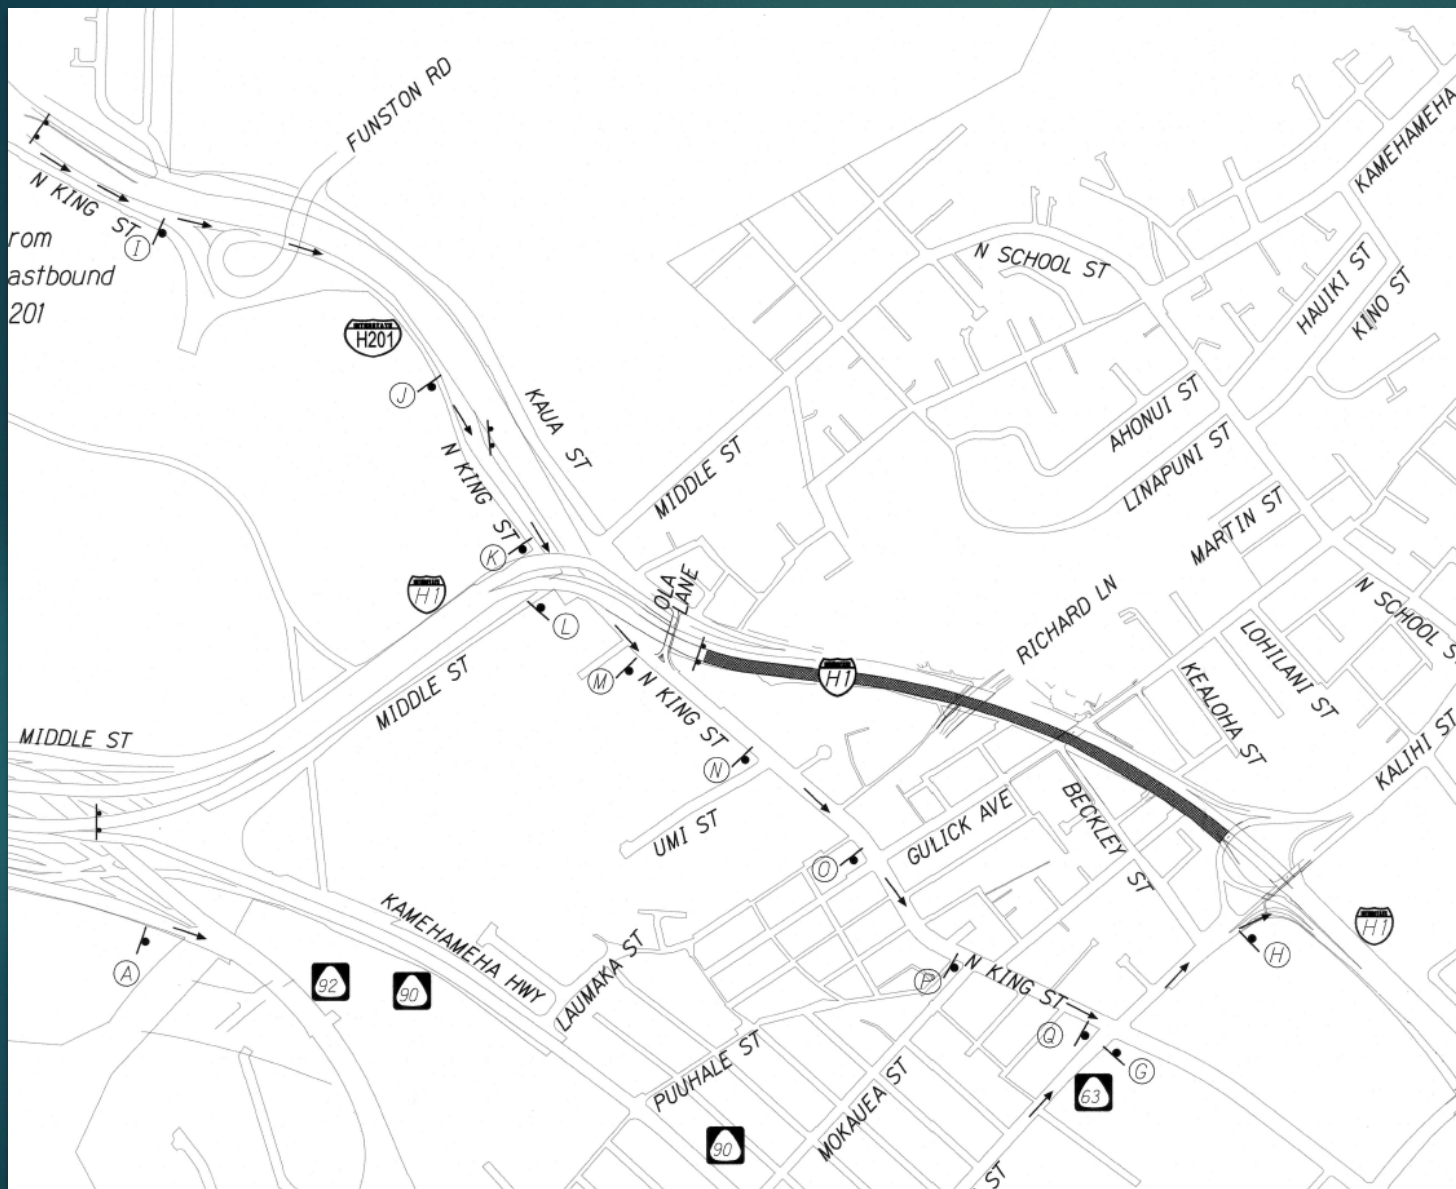 FUNSTON RD
KAMEHAMEHA
N KING ST
I
rom
astbound
201
N SCHOOL ST
HAUIKI ST
KINO ST
INTERSTATE
H201
J
KAUA ST
AHONUI ST
LINAPUNI ST
MIDDLE ST
N KING ST
MARTIN ST
K
H1
OLA
LANE
L
RICHARD LN
N SCHOOL S
LOHILANI ST
M
N KING ST
H1
KEALOHA ST
MIDDLE ST
MIDDLE ST
KALIHI ST
N
UMI ST
GULICK AVE
BECKLEY ST
O
KAMEHAMEHA HWY
LAUMAKA ST
H1
H
A
92
90
P
N KING ST
Q
G
PUUHALE ST
MOKAUEA ST
63
90
ST